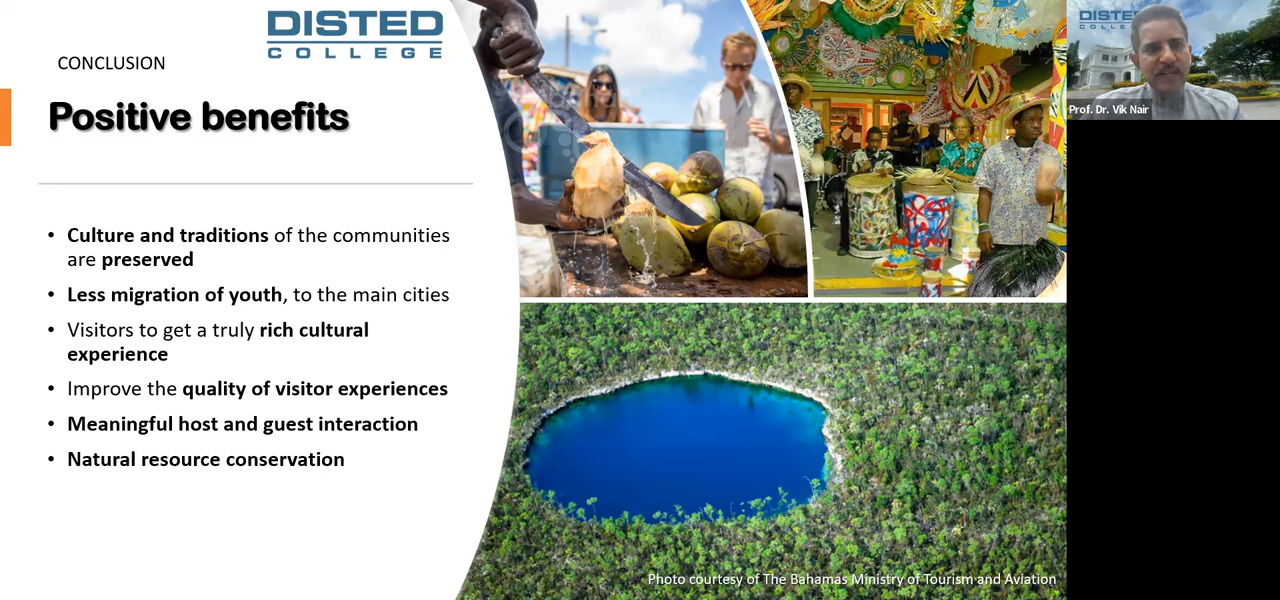 DISTED
COLLEGE
CONCLUSION
Positive benefits
• Culture and traditions of the communities
are preserved
• Less migration of youth, to the main cities
• Visitors to get a truly rich cultural
experience
• Improve the quality of visitor experiences
• Meaningful host and guest interaction
• Natural resource conservation
Photo courtesy of The Bahamas Ministry of Tourism and Aviation
Prof. Dr. Vik Nair